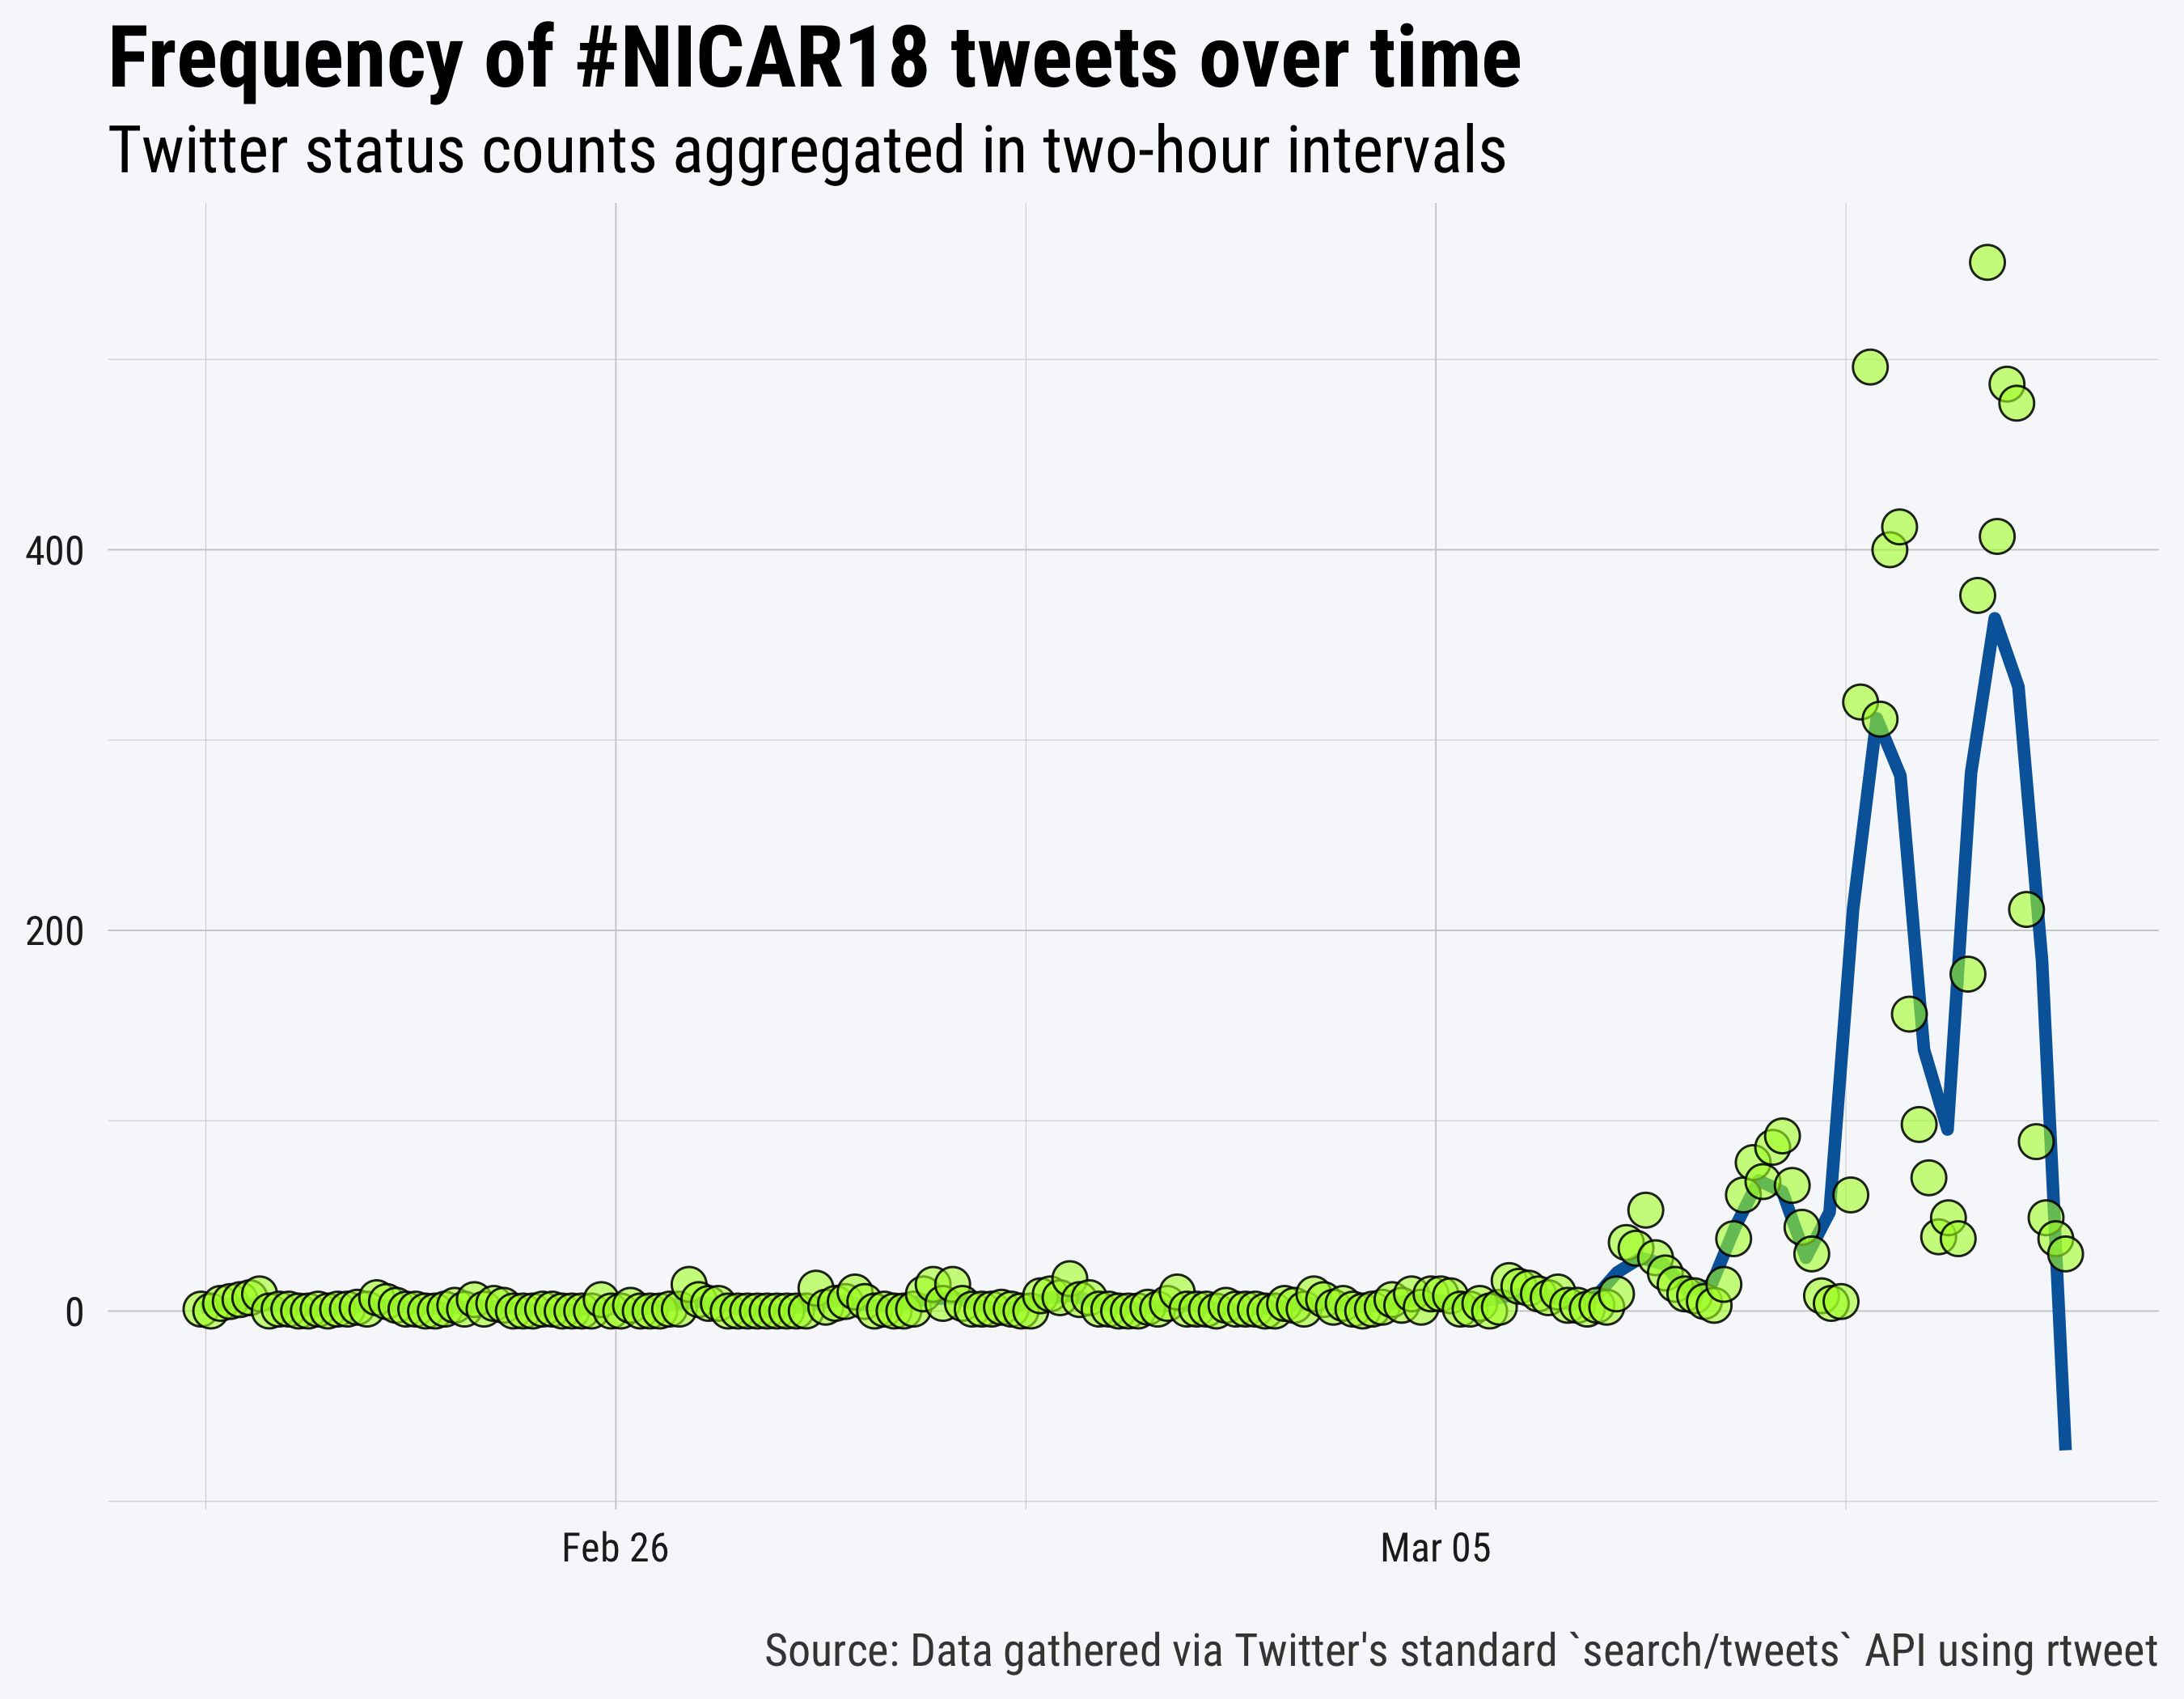 Frequency of #NICAR18 tweets over time
Twitter status counts aggregated in two-hour intervals
400
200
0
Feb 26
Mar 05
Source: Data gathered via Twitter's standard `search/tweets` API using rtweet